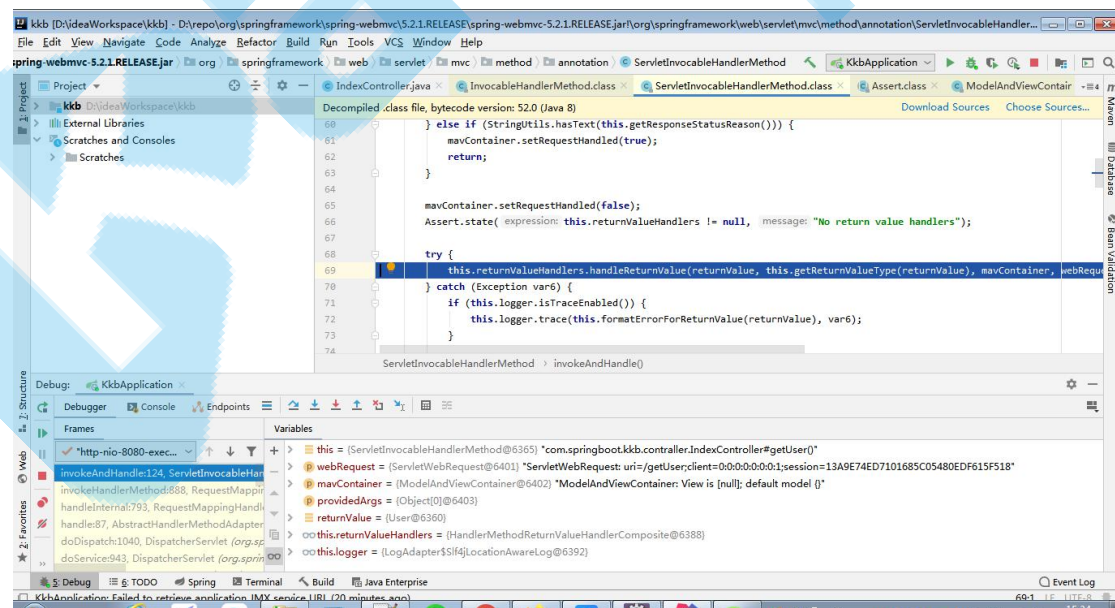 kkb [D:\ideaWorkspace\kkb] - D:\repo\org\springframework\spring-webmvc\5.2.1.RELEASE\spring-webmvc-5.2.1.RELEASE.jar!\org\springframework\web\servlet\mvc\method\annotation\ServletInvocableHandler...
File Edit View Navigate Code Analyze Refactor Build Run Tools VCS Window Help
spring-webmvc-5.2.1.RELEASE.jar org springframework web servlet mvc method annotation ServletInvocableHandlerMethod KkbApplication
Project IndexController.java InvocableHandlerMethod.class ServletInvocableHandlerMethod.class Assert.class ModelAndViewContair
1: Project
kkb D:\ideaWorkspace\kkb
External Libraries
Scratches and Consoles
Scratches
Decompiled .class file, bytecode version: 52.0 (Java 8) Download Sources Choose Sources...
60 } else if (StringUtils.hasText(this.getResponseStatusReason())) {
61 mavContainer.setRequestHandled(true);
62 return;
63 }
64
65 mavContainer.setRequestHandled(false);
66 Assert.state( expression: this.returnValueHandlers != null, message: "No return value handlers");
67
68 try {
69 this.returnValueHandlers.handleReturnValue(returnValue, this.getReturnValueType(returnValue), mavContainer, webReque
70 } catch (Exception var6) {
71 if (this.logger.isTraceEnabled()) {
72 this.logger.trace(this.formatErrorForReturnValue(returnValue), var6);
73 }
74
ServletInvocableHandlerMethod > invokeAndHandle()
Maven
Database
Bean Validation
Debug: KkbApplication
Debugger Console Endpoints
Frames Variables
"http-nio-8080-exec...
invokeAndHandle:124, ServletInvocableHan
invokeHandlerMethod:888, RequestMappin
handleInternal:793, RequestMappingHandl
handle:87, AbstractHandlerMethodAdapter
doDispatch:1040, DispatcherServlet (org.sp
doService:943, DispatcherServlet (org.sprin
this = {ServletInvocableHandlerMethod@6365} "com.springboot.kkb.contraller.IndexController#getUser()"
webRequest = {ServletWebRequest@6401} "ServletWebRequest: uri=/getUser;client=0:0:0:0:0:0:0:1;session=13A9E74ED7101685C05480EDF615F518"
mavContainer = {ModelAndViewContainer@6402} "ModelAndViewContainer: View is [null]; default model {}"
providedArgs = {Object[0]@6403}
returnValue = {User@6360}
this.returnValueHandlers = {HandlerMethodReturnValueHandlerComposite@6388}
this.logger = {LogAdapter$Slf4jLocationAwareLog@6392}
Z: Structure
Web
2: Favorites
5: Debug 6: TODO Spring Terminal Build Java Enterprise Event Log
KkbApplication: Failed to retrieve application JMX service URL (20 minutes ago) 69:1 LF UTF-8
15:24